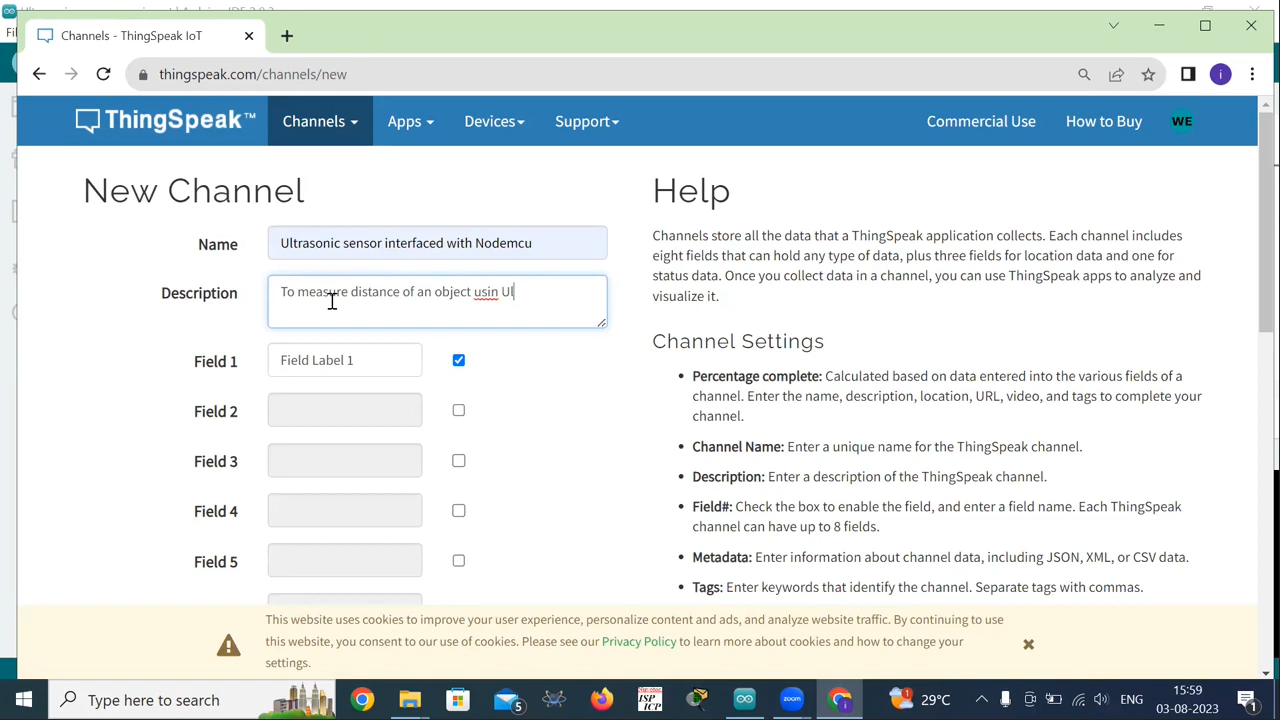 Channels - ThingSpeak IoT
thingspeak.com/channels/new
i
ThingSpeak™
Channels
Apps
Devices
Support
Commercial Use
How to Buy
WE
New Channel
Name
Ultrasonic sensor interfaced with Nodemcu
Description
To measure distance of an object usin Ul
Field 1
Field Label 1
Field 2
Field 3
Field 4
Field 5
Help
Channels store all the data that a ThingSpeak application collects. Each channel includes
eight fields that can hold any type of data, plus three fields for location data and one for
status data. Once you collect data in a channel, you can use ThingSpeak apps to analyze and
visualize it.
Channel Settings
• Percentage complete: Calculated based on data entered into the various fields of a
channel. Enter the name, description, location, URL, video, and tags to complete your
channel.
• Channel Name: Enter a unique name for the ThingSpeak channel.
• Description: Enter a description of the ThingSpeak channel.
• Field#: Check the box to enable the field, and enter a field name. Each ThingSpeak
channel can have up to 8 fields.
• Metadata: Enter information about channel data, including JSON, XML, or CSV data.
• Tags: Enter keywords that identify the channel. Separate tags with commas.
This website uses cookies to improve your user experience, personalize content and ads, and analyze website traffic. By continuing to use
this website, you consent to our use of cookies. Please see our Privacy Policy to learn more about cookies and how to change your
settings.
Type here to search
5
ISP
ICP
zoom
i
1
29°C
ENG
15:59
03-08-2023
1